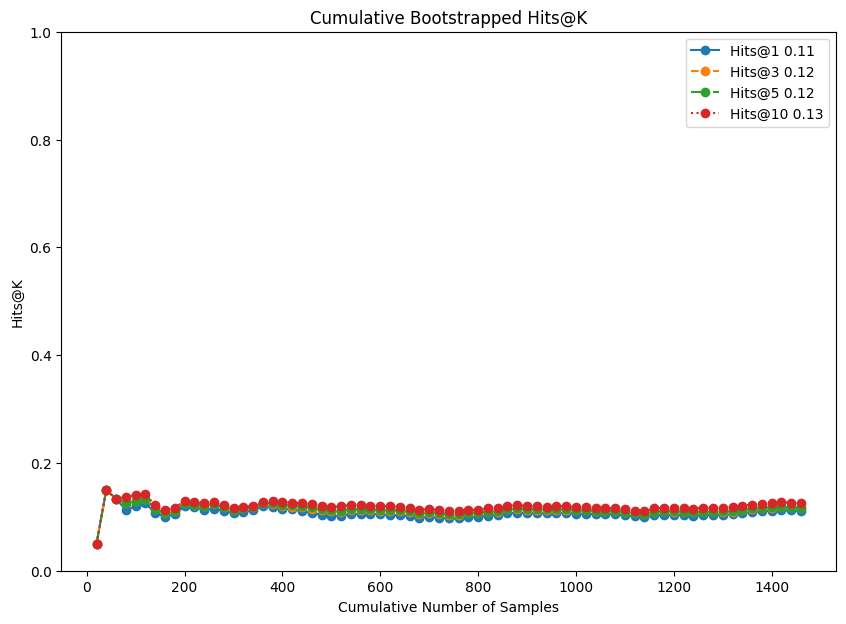 Cumulative Bootstrapped Hits@K
Hits@1 0.11
Hits@3 0.12
Hits@5 0.12
Hits@10 0.13
Hits@K
1.0
0.8
0.6
0.4
0.2
0.0
0 200 400 600 800 1000 1200 1400
Cumulative Number of Samples